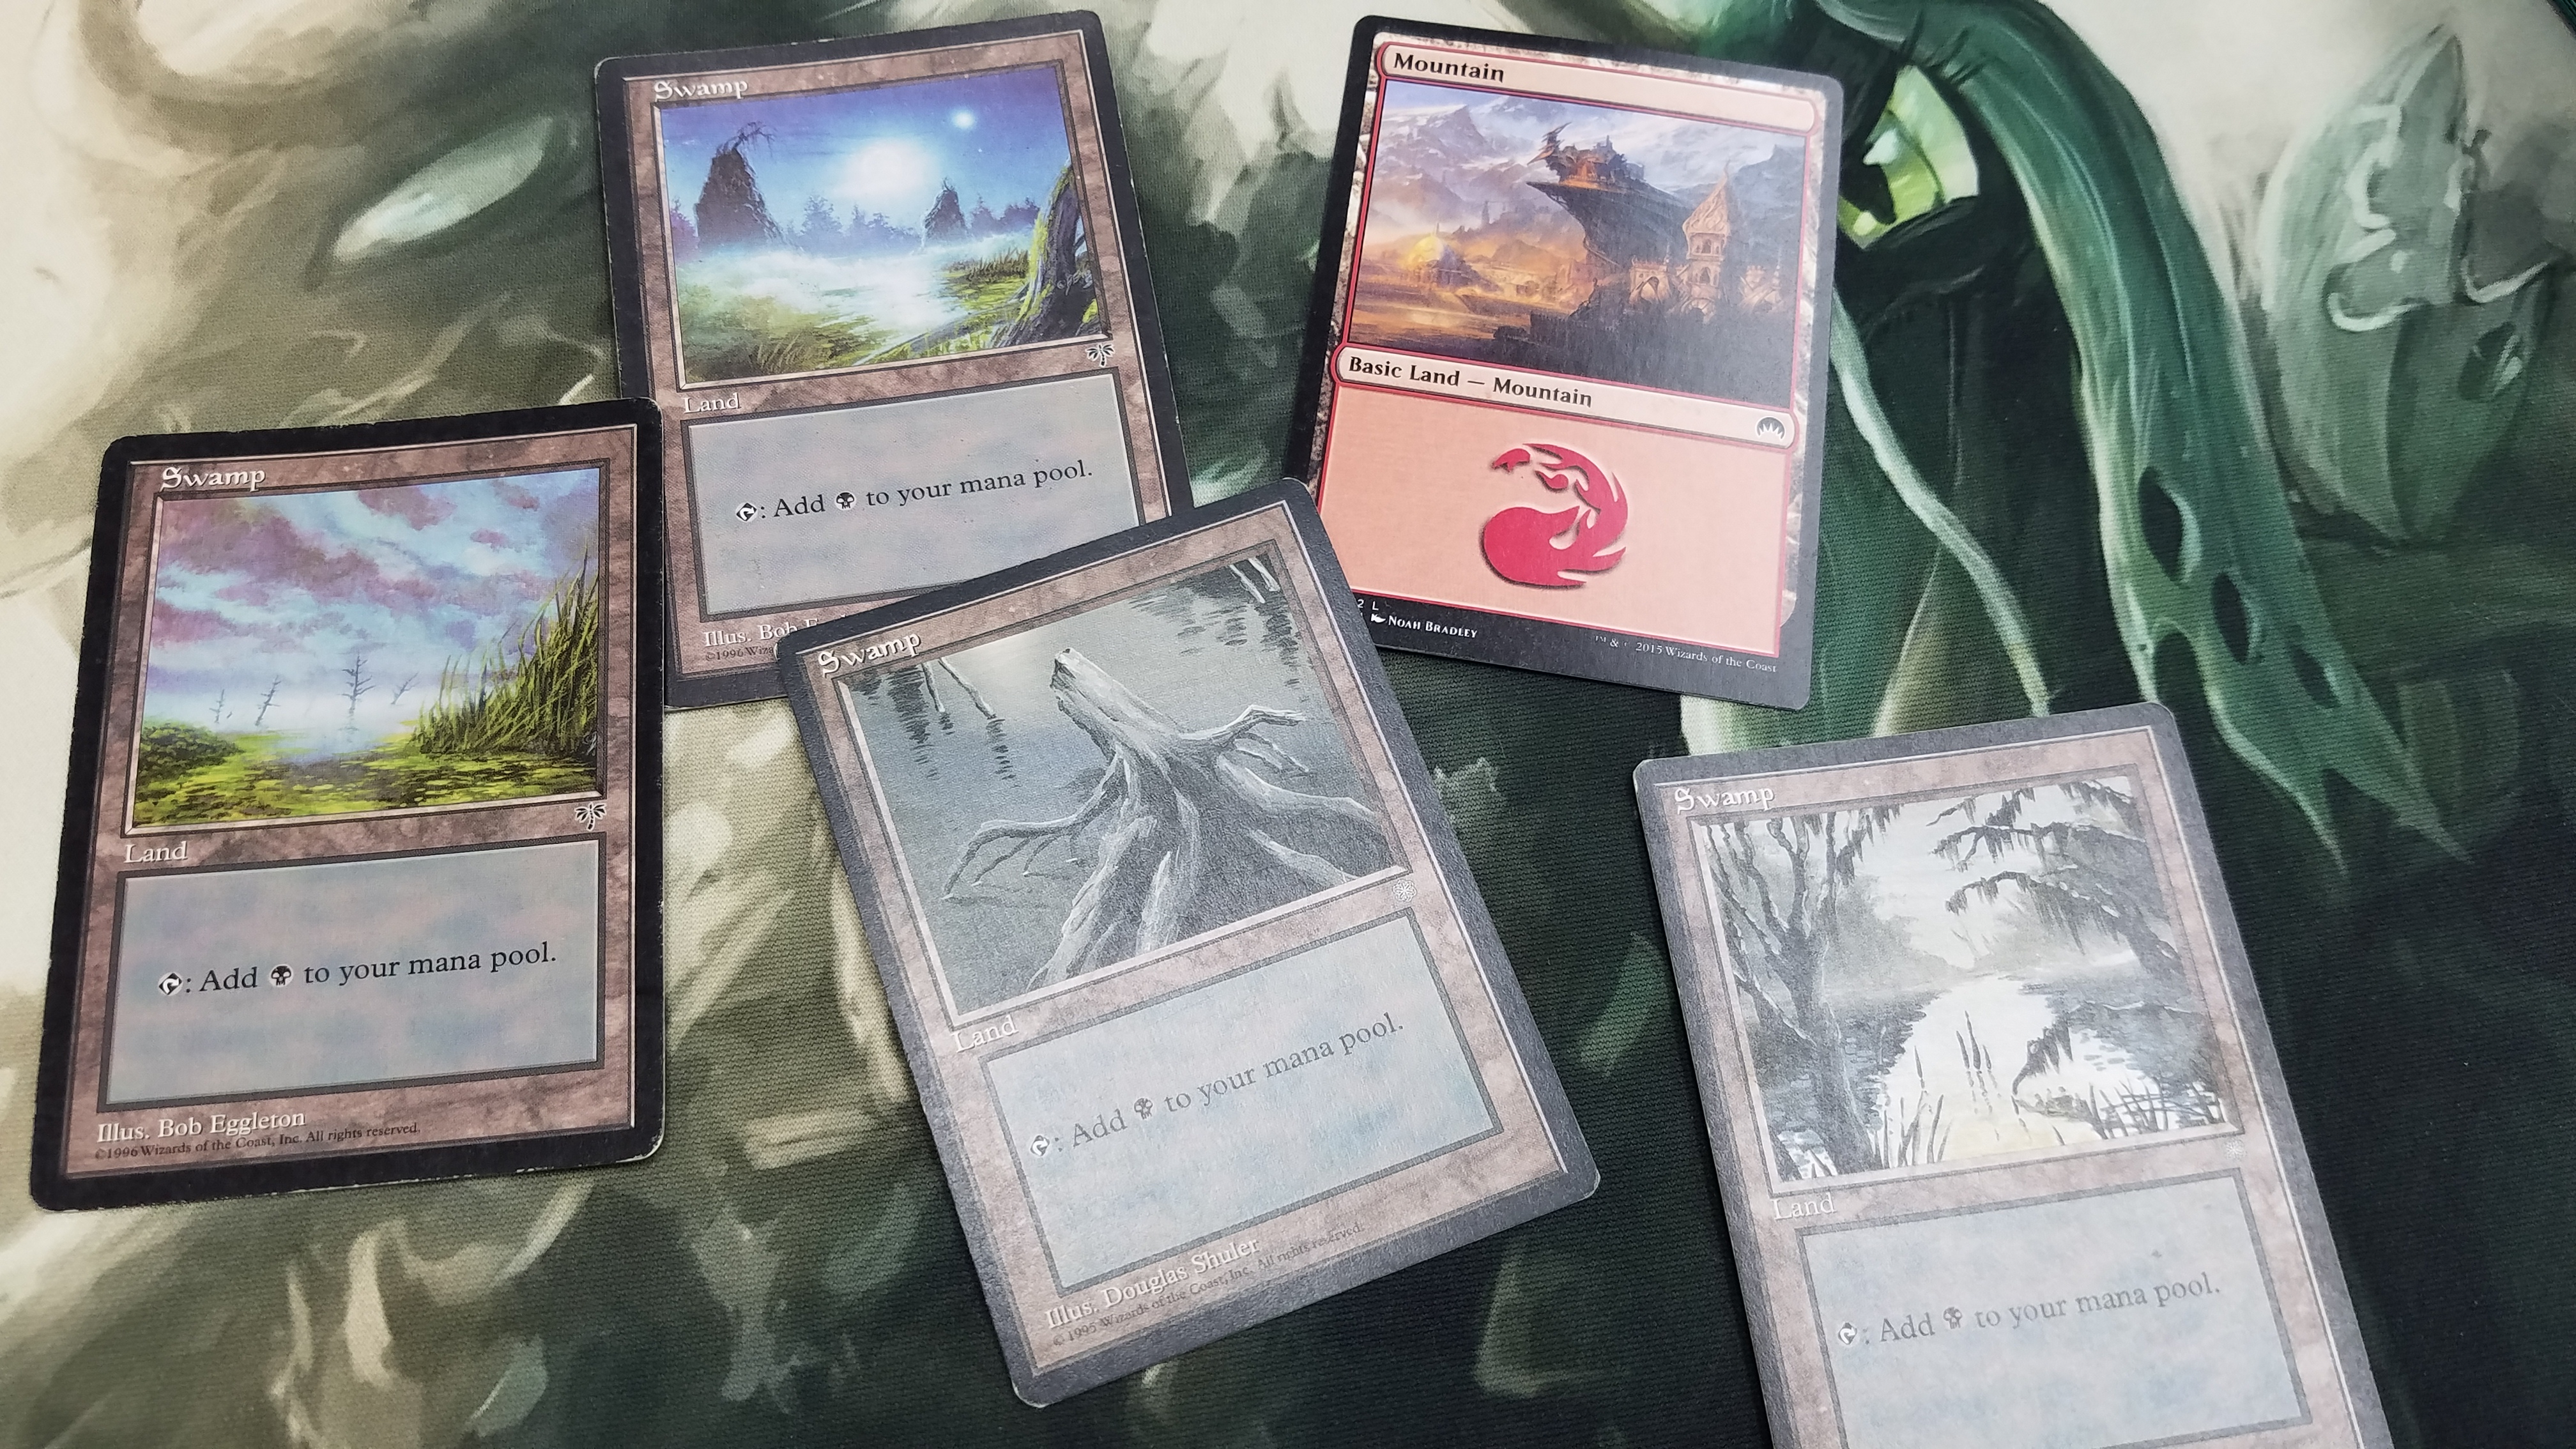 Swamp
Land
: Add to your mana pool.
Illus. Bob
©1996
Mountain
Basic Land — Mountain
2 L
NOAH BRADLEY
™ & 2015 Wizards of the Coast
Swamp
Land
: Add to your mana pool.
Illus. Bob Eggleton
©1996 Wizards of the Coast, Inc. All rights reserved.
Swamp
Land
: Add to your mana pool.
Illus. Douglas Shuler
© 1995 Wizards of the Coast, Inc. All rights reserved.
Swamp
Land
: Add to your mana pool.